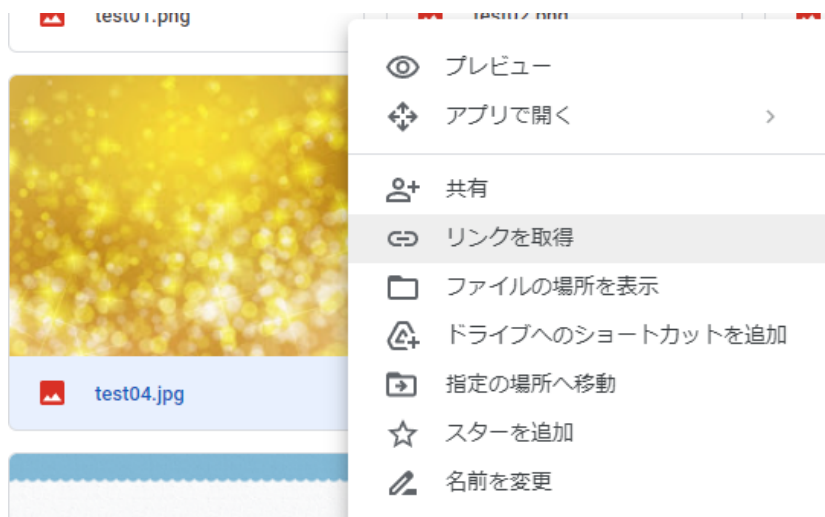 test01.png
test02.png
プレビュー
アプリで開く
共有
リンクを取得
ファイルの場所を表示
ドライブへのショートカットを追加
指定の場所へ移動
スターを追加
名前を変更
test04.jpg